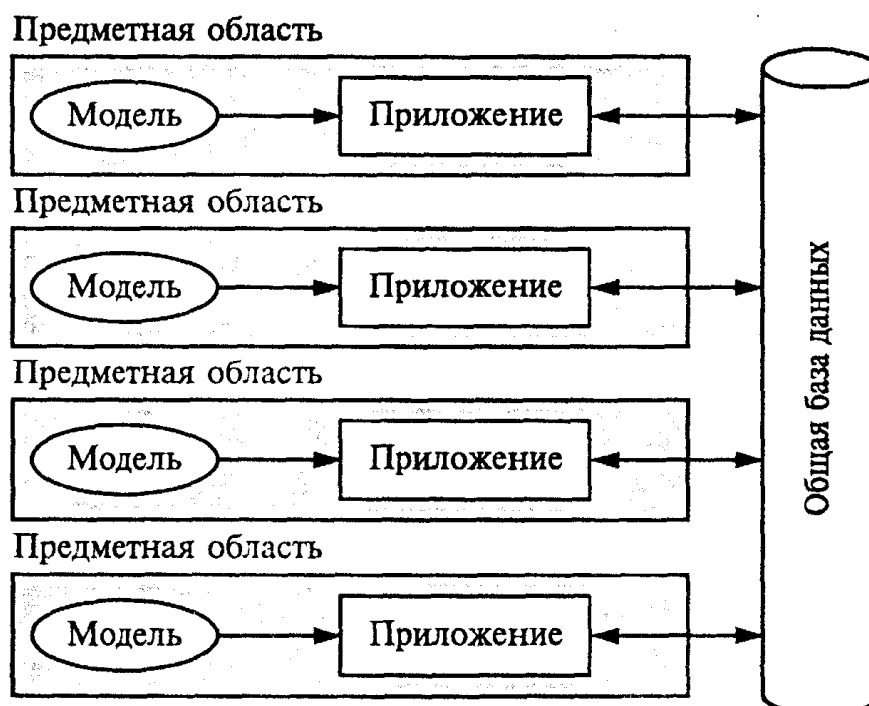 Предметная область
Модель
Приложение
Предметная область
Модель
Приложение
Предметная область
Модель
Приложение
Предметная область
Модель
Приложение
Общая база данных